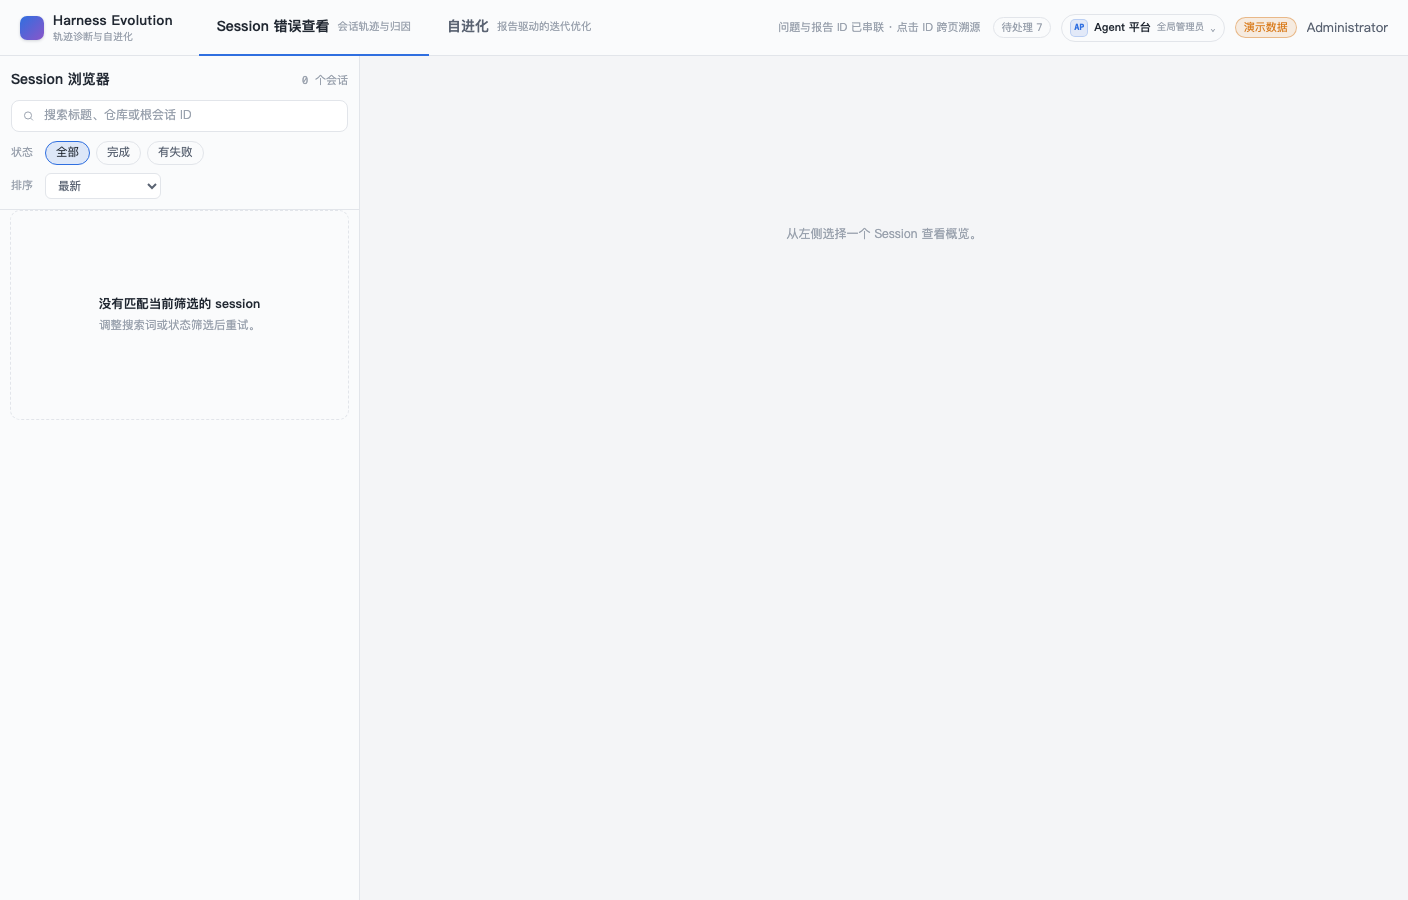 Harness Evolution
轨迹诊断与自进化
Session 错误查看 会话轨迹与归因
自进化 报告驱动的迭代优化
问题与报告 ID 已串联 · 点击 ID 跨页溯源
待处理 7
AP Agent 平台 全局管理员
演示数据
Administrator
Session 浏览器
0 个会话
搜索标题、仓库或根会话 ID
状态 全部 完成 有失败
排序 最新
没有匹配当前筛选的 session
调整搜索词或状态筛选后重试。
从左侧选择一个 Session 查看概览。